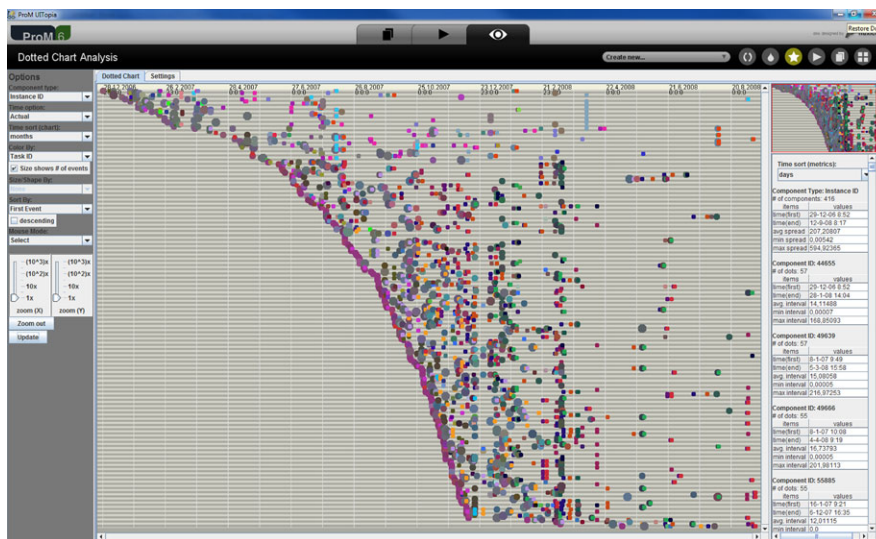 ProM UITopia
ProM 6
Restore Do
Dotted Chart Analysis
Create new...
Options
Component type:
Instance ID
Time option:
Actual
Time sort (chart):
months
Color By:
Task ID
Size shows # of events
Size/Shape By:
Sort By:
First Event
descending
Mouse Mode:
Select
(10^3)x (10^3)x
(10^2)x (10^2)x
10x 10x
1x 1x
zoom (X) zoom (Y)
Zoom out
Update
Dotted Chart Settings
28.12.2006 26.2.2007 28.4.2007 27.6.2007 26.8.2007 25.10.2007 23.12.2007 21.2.2008 22.4.2008 21.6.2008 20.8.2008
Time sort (metrics):
days
Component Type: Instance ID
# of components: 416
items values
time(first) 29-12-06 8:52
time(end) 12-9-08 8:17
avg spread 207,20807
min spread 0,00542
max spread 594,92365
Component ID: 44655
# of dots: 57
items values
time(first) 29-12-06 8:52
time(end) 28-1-08 14:04
avg. interval 14,11488
min interval 0,00007
max interval 168,85093
Component ID: 49639
# of dots: 57
items values
time(first) 8-1-07 9:49
time(end) 5-3-08 15:58
avg. interval 15,09058
min interval 0,00005
max interval 216,97253
Component ID: 49666
# of dots: 55
items values
time(first) 8-1-07 10:08
time(end) 4-4-08 9:19
avg. interval 16,73793
min interval 0,00005
max interval 201,98113
Component ID: 55885
# of dots: 55
items values
time(first) 16-1-07 9:21
time(end) 6-12-07 16:35
avg. interval 12,01115
min interval 0,0